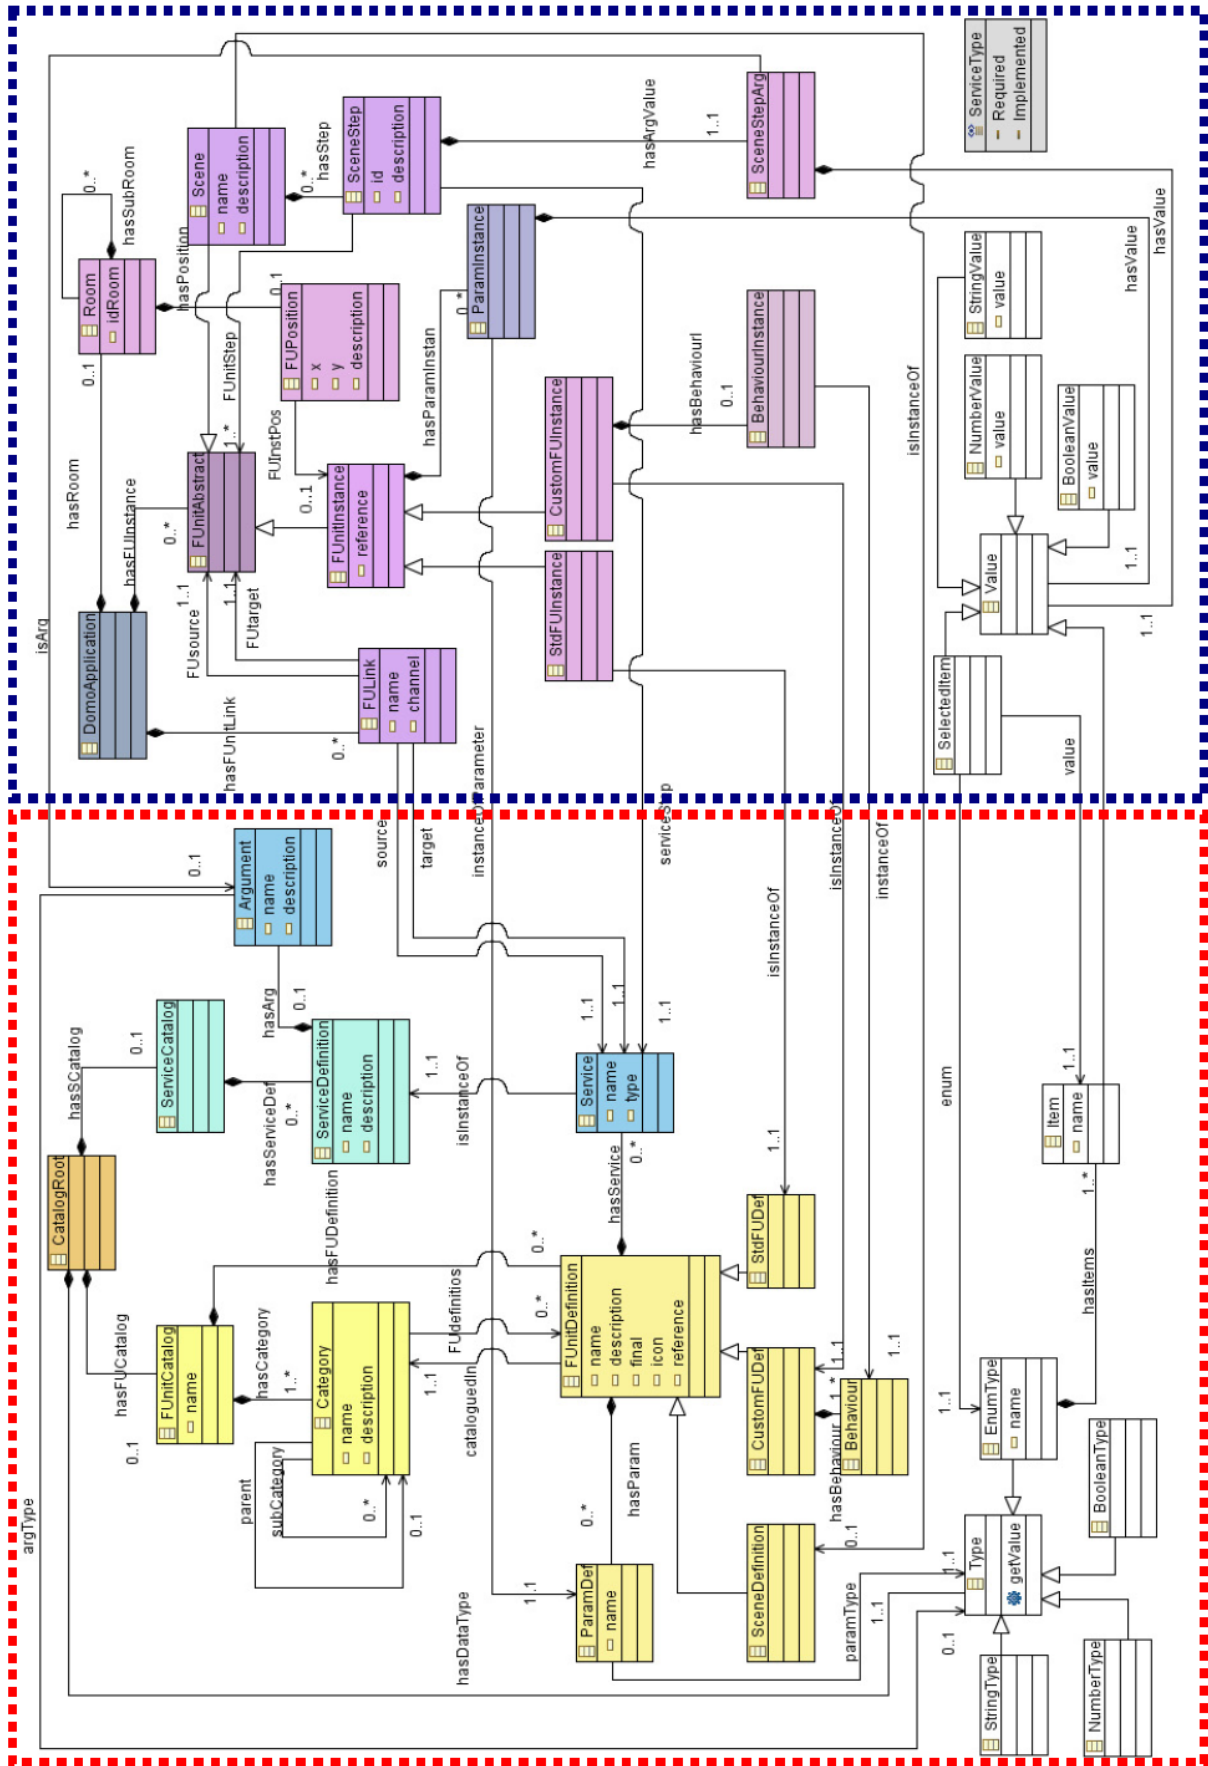 argType
isArg
CatalogRoot
hasFUCatalog
0..1
hasSCatalog
0..1
FUnitCatalog
name
hasCategory
1..*
parent
subCategory
0..*
0..1
Category
name
description
hasFUDefinition
0..*
ServiceCatalog
hasServiceDef
0..*
ServiceDefinition
name
description
hasArg
0..1
Argument
name
description
0..1
isInstanceOf
1..1
cataloguedIn
1..1
FUdefinitios
0..*
hasDataType
FUnitDefinition
name
description
final
icon
reference
hasService
0..*
Service
name
type
1..1
1..1
1..1
source
target
instanceOfParameter
serviceStep
ParamDef
name
1..1
hasParam
0..*
SceneDefinition
0..1
CustomFUDef
1..1
StdFUDef
1..1
hasBehaviour
1..*
Behaviour
1..1
isInstanceOf
isInstanceOf
instanceOf
paramType
1..1
1..1
0..1
Type
getValue
StringType
NumberType
BooleanType
EnumType
name
1..1
enum
hasItems
1..*
Item
name
1..1
value
DomoApplication
hasRoom
0..1
Room
idRoom
hasSubRoom
0..*
hasFUInstance
0..*
hasFUnitLink
0..*
FUsource
1..1
FUtarget
1..1
FUnitAbstract
1..*
FUnitStep
hasPosition
0..1
Scene
name
description
hasStep
0..*
FUPosition
x
y
description
FUInstPos
0..1
SceneStep
id
description
FULink
name
channel
FUnitInstance
reference
hasParamInstan
0..*
ParamInstance
hasArgValue
1..1
StdFUInstance
CustomFUInstance
hasBehaviourI
0..1
BehaviourInstance
SceneStepArg
isInstanceOf
SelectedItem
Value
NumberValue
value
StringValue
value
BooleanValue
value
1..1
hasValue
1..1
hasValue
ServiceType
Required
Implemented